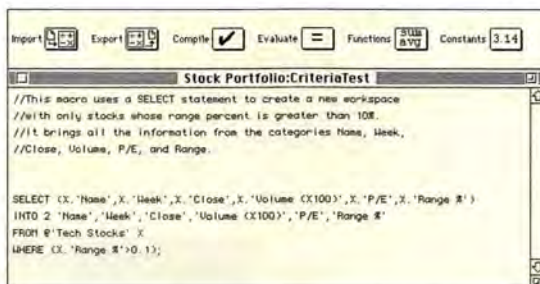 Import Export Compile Evaluate = Functions sum avg Constants 3.14
Stock Portfolio:CriteriaTest
//This macro uses a SELECT statement to create a new workspace
//with only stocks whose range percent is greater than 10%.
//It brings all the information from the categories Name, Week,
//Close, Volume, P/E, and Range.
SELECT (X.'Name',X.'Week',X.'Close',X.'Volume (X100)',X.'P/E',X.'Range %')
INTO 2 'Name','Week','Close','Volume (X100)','P/E','Range %'
FROM @'Tech Stocks' X
WHERE (X.'Range %'>0.1);